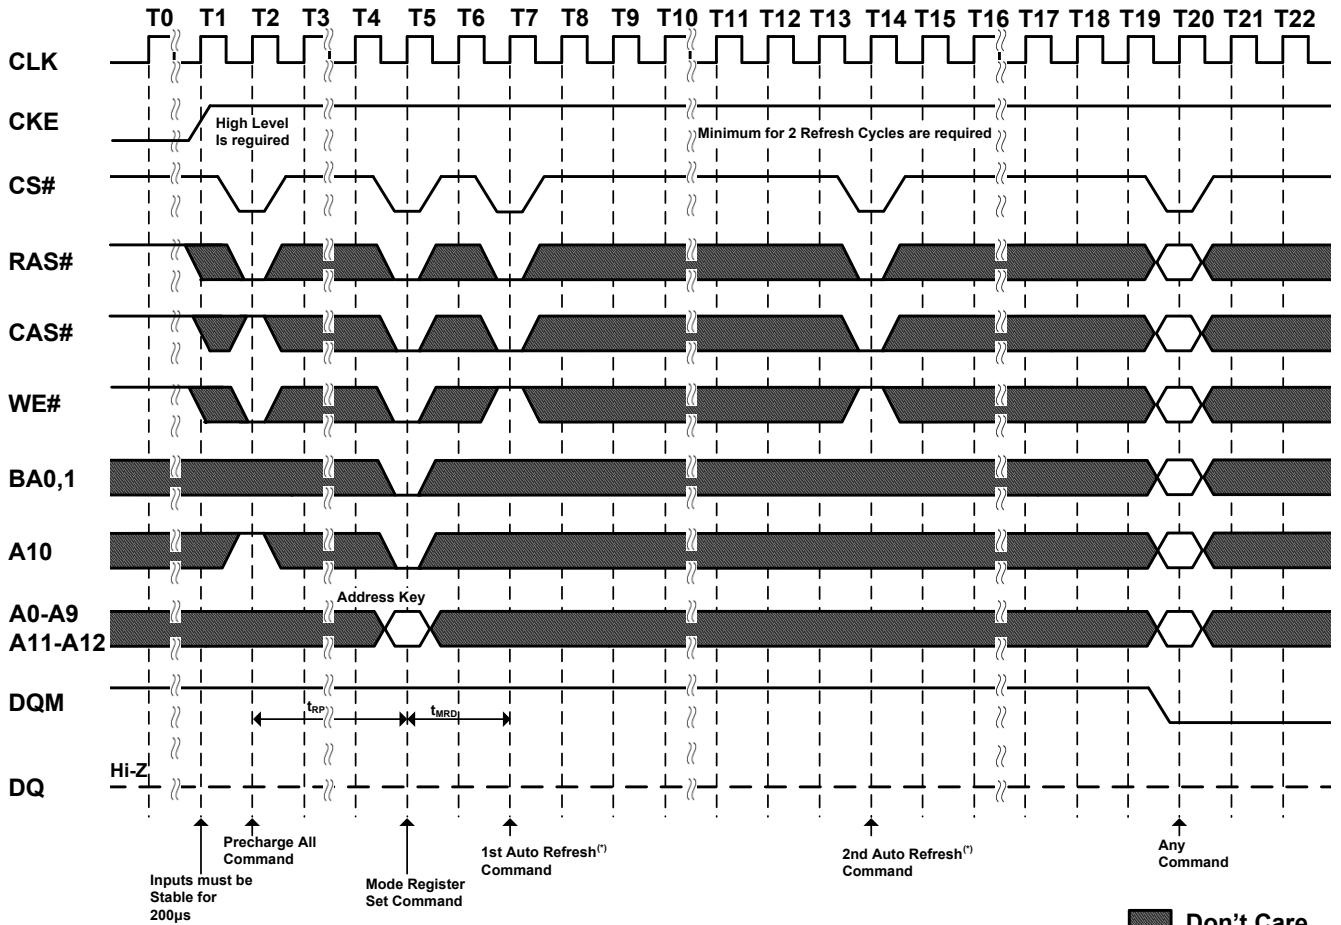 T0 T1 T2 T3 T4 T5 T6 T7 T8 T9 T10 T11 T12 T13 T14 T15 T16 T17 T18 T19 T20 T21 T22
CLK
CKE
High Level
Is reguired
Minimum for 2 Refresh Cycles are required
CS#
RAS#
CAS#
WE#
BA0,1
A10
Address Key
A0-A9
A11-A12
DQM
tRP
tMRD
Hi-Z
DQ
Precharge All
Command
Inputs must be
Stable for
200µs
Mode Register
Set Command
1st Auto Refresh(*)
Command
2nd Auto Refresh(*)
Command
Any
Command
Don't Care